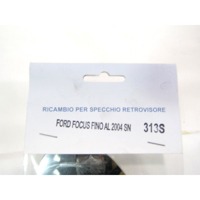 RICAMBIO PER SPECCHIO RETROVISORE
FORD FOCUS FINO AL 2004 SN 313S